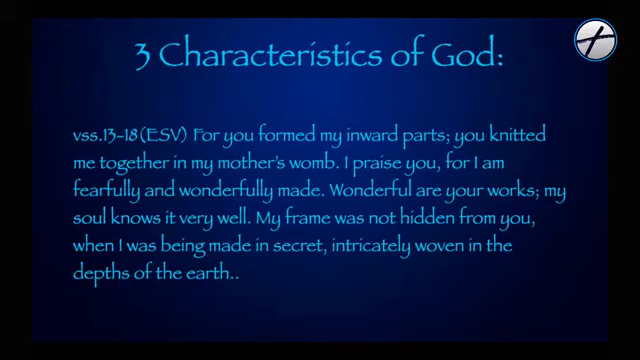 3 Characteristics of God:
vss.13-18(ESV) For you formed my inward parts; you knitted
me together in my mother's womb. I praise you, for I am
fearfully and wonderfully made. Wonderful are your works; my
soul knows it very well. My frame was not hidden from you,
when I was being made in secret, intricately woven in the
depths of the earth..